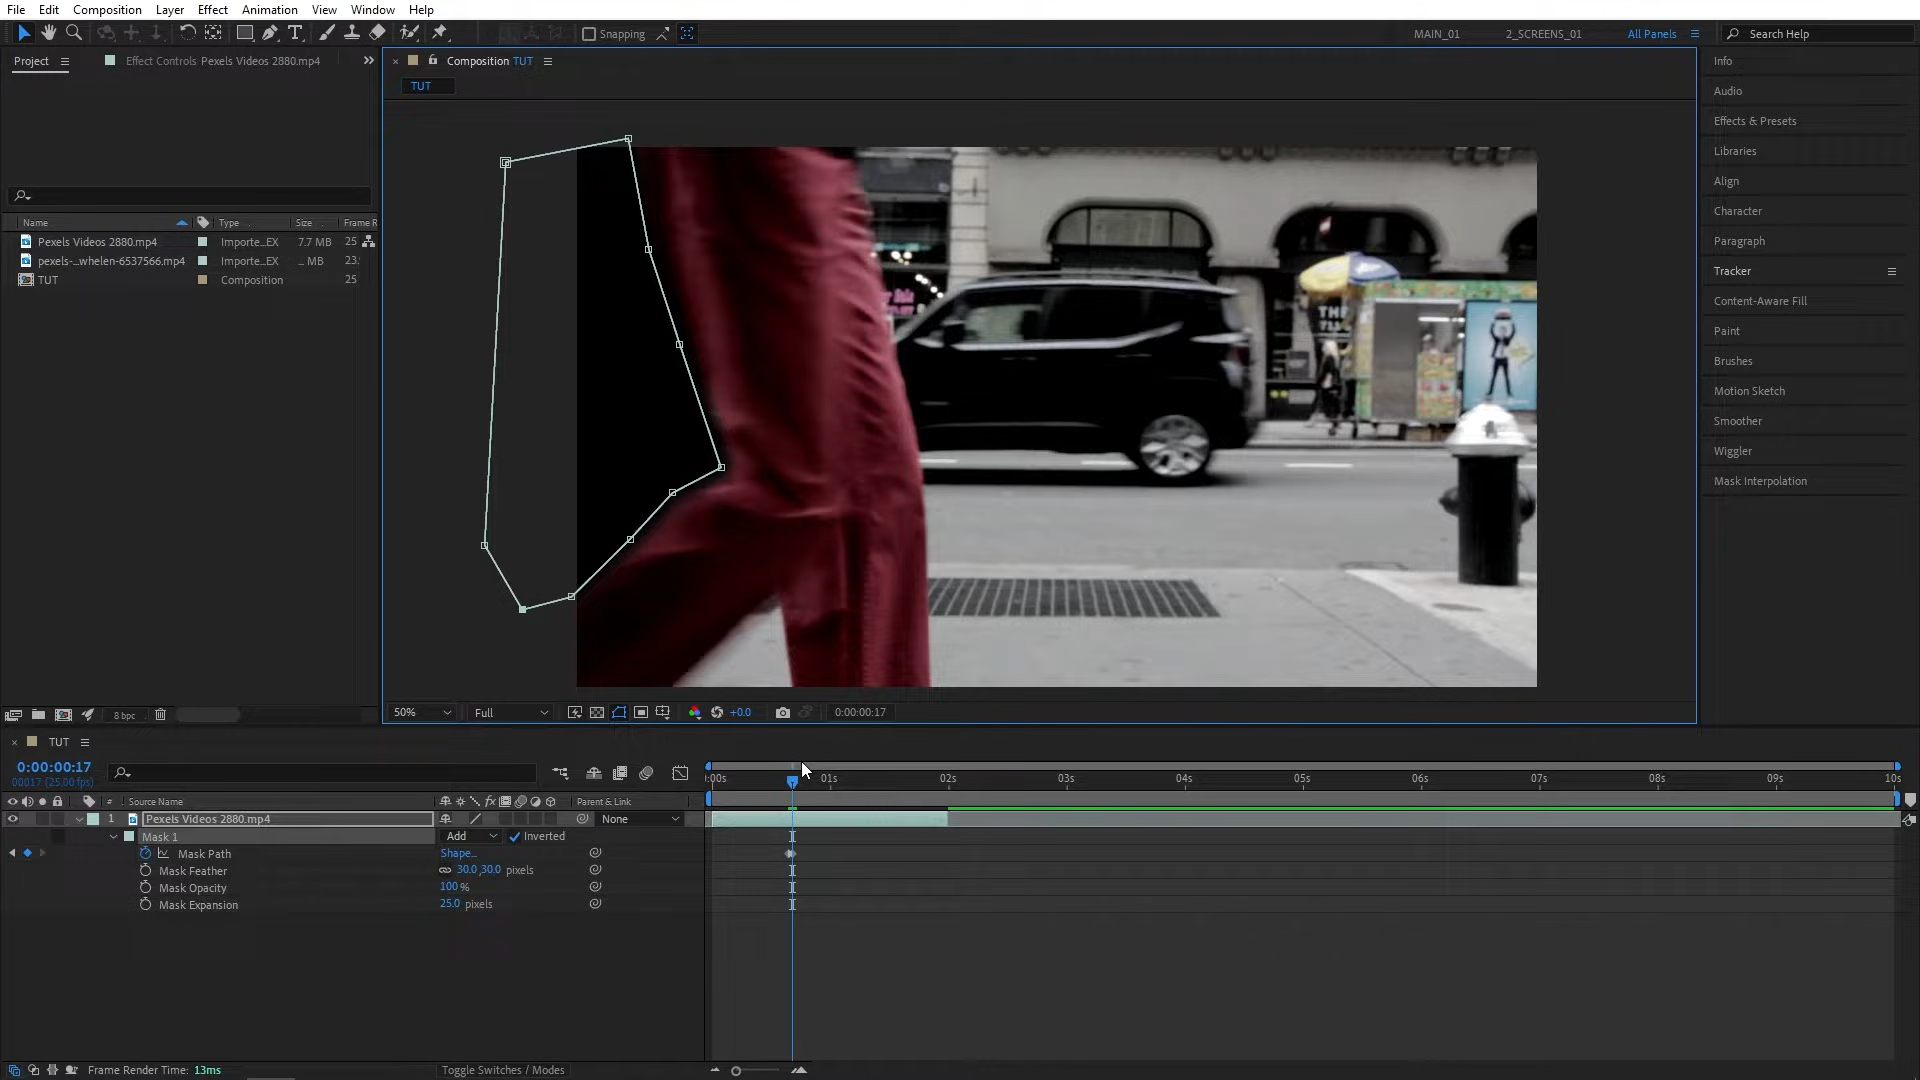 File Edit Composition Layer Effect Animation View Window Help
Snapping
MAIN_01 2_SCREENS_01 All Panels Search Help
Project Effect Controls Pexels Videos 2880.mp4
Composition TUT
TUT
Name Type Size Frame R
Pexels Videos 2880.mp4 Importe...EX 7.7 MB 25
pexels-...whelen-6537566.mp4 Importe...EX ... MB 23.
TUT Composition 25
Info
Audio
Effects & Presets
Libraries
Align
Character
Paragraph
Tracker
Content-Aware Fill
Paint
Brushes
Motion Sketch
Smoother
Wiggler
Mask Interpolation
THE
8 bpc
50% Full +0.0 0:00:00:17
TUT
0:00:00:17
00017 (25.00 fps)
:00s 01s 02s 03s 04s 05s 06s 07s 08s 09s 10s
# Source Name fx Parent & Link
1 Pexels Videos 2880.mp4 None
Mask 1 Add Inverted
Mask Path Shape...
Mask Feather 30.0,30.0 pixels
Mask Opacity 100 %
Mask Expansion 25.0 pixels
Frame Render Time: 13ms Toggle Switches / Modes